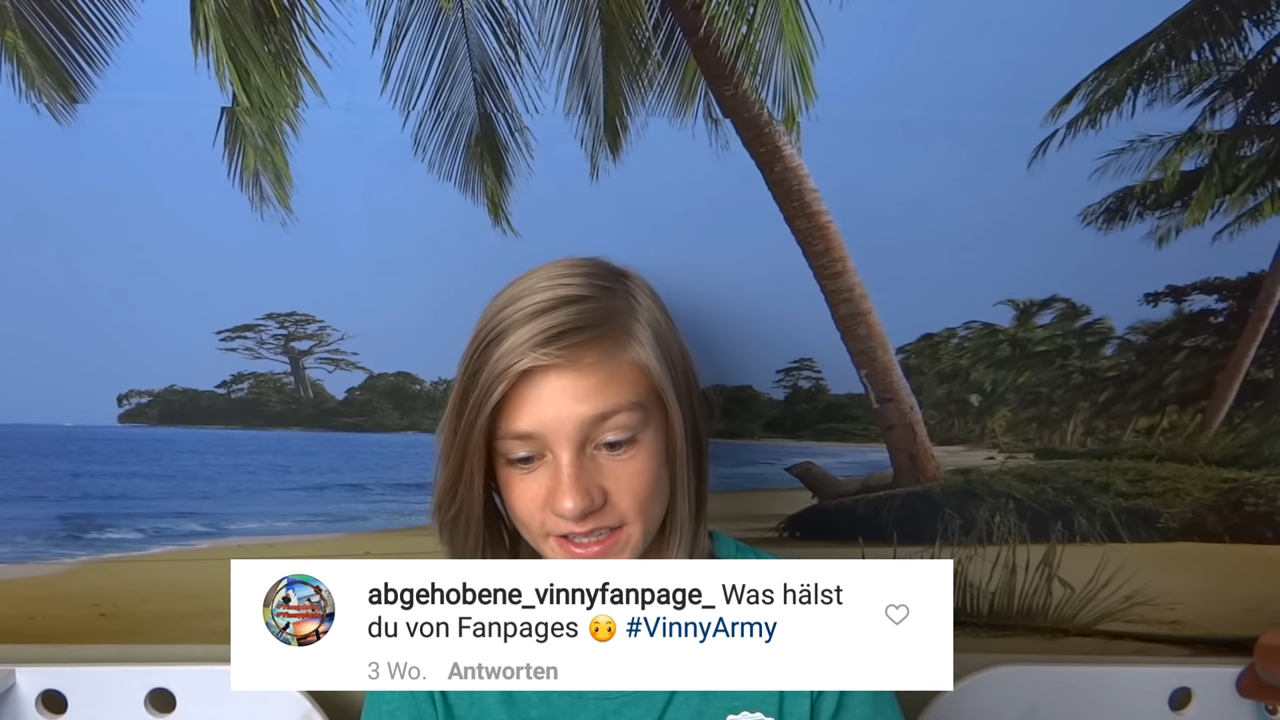 abgehobene_vinnyfanpage_ Was hälst
du von Fanpages 😶 #VinnyArmy
3 Wo. Antworten